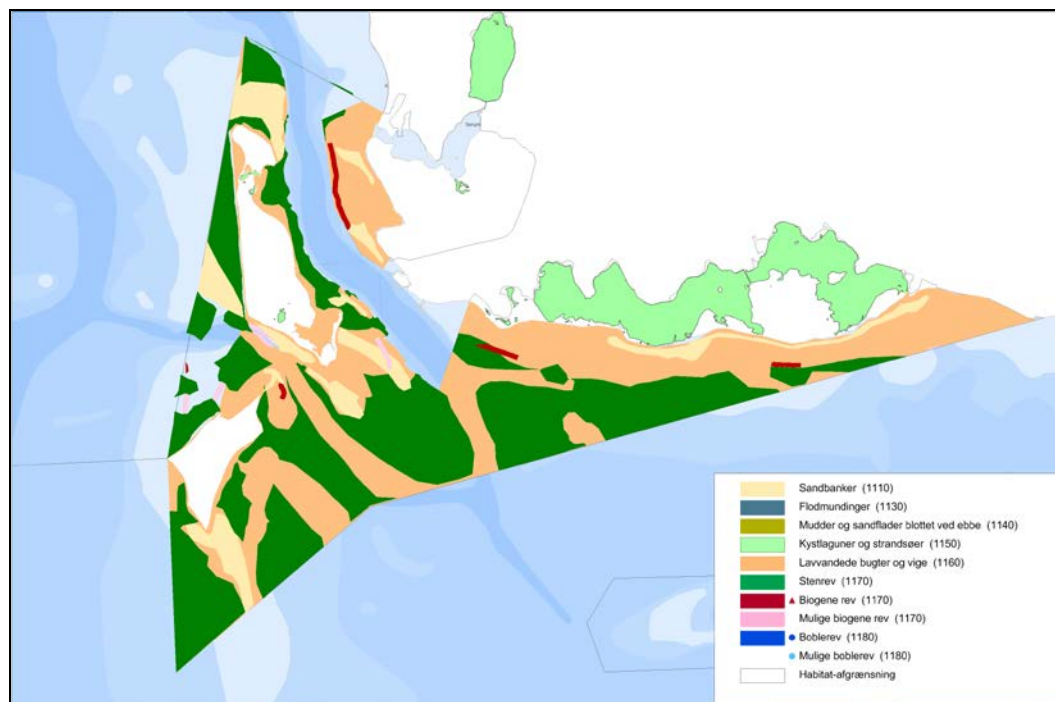 Sandbanker (1110)
Flodmundinger (1130)
Mudder og sandflader blottet ved ebbe (1140)
Kystlaguner og strandsøer (1150)
Lavvandede bugter og vige (1160)
Stenrev (1170)
Biogene rev (1170)
Mulige biogene rev (1170)
Boblerev (1180)
Mulige boblerev (1180)
Habitat-afgrænsning